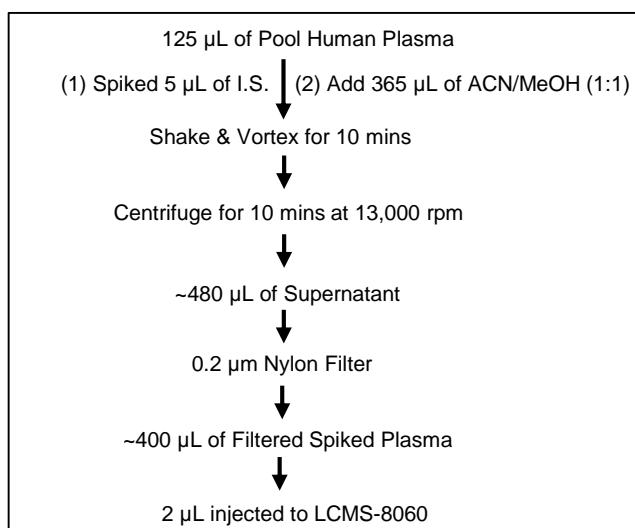 125 µL of Pool Human Plasma
(1) Spiked 5 µL of I.S. (2) Add 365 µL of ACN/MeOH (1:1)
Shake & Vortex for 10 mins
Centrifuge for 10 mins at 13,000 rpm
~480 µL of Supernatant
0.2 µm Nylon Filter
~400 µL of Filtered Spiked Plasma
2 µL injected to LCMS-8060